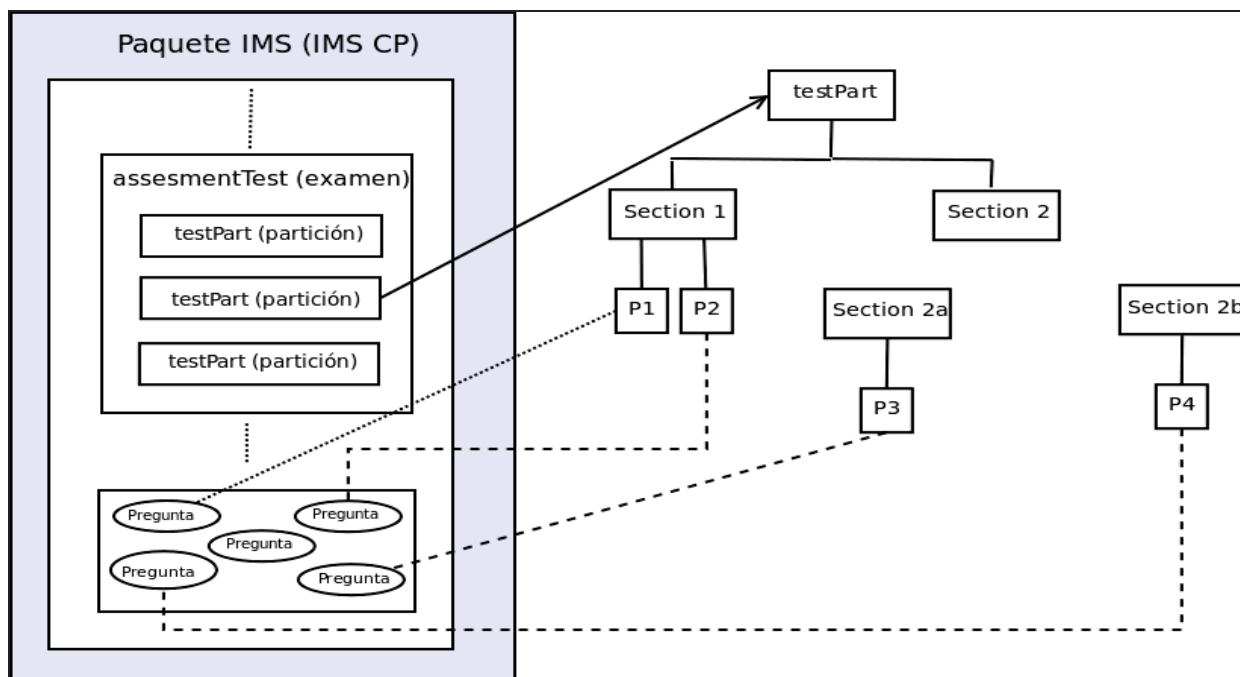 Paquete IMS (IMS CP)
assesmentTest (examen)
testPart (partición)
testPart (partición)
testPart (partición)
Pregunta
Pregunta
Pregunta
Pregunta
Pregunta
testPart
Section 1
Section 2
P1
P2
Section 2a
Section 2b
P3
P4